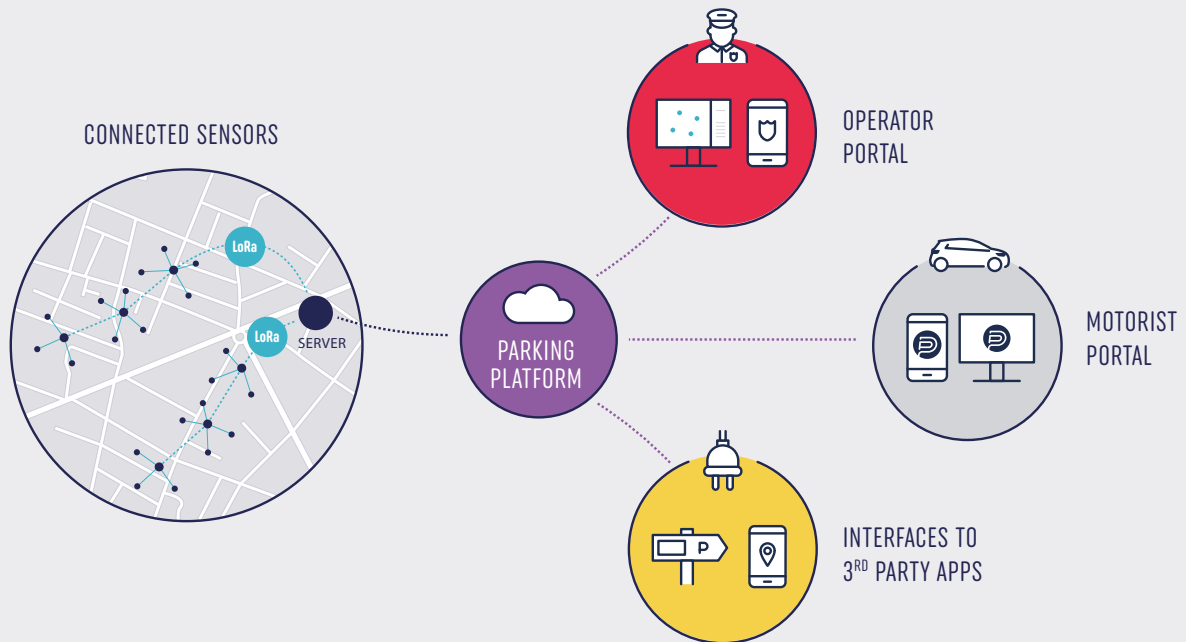 CONNECTED SENSORS
LoRa
LoRa
SERVER
PARKING
PLATFORM
OPERATOR
PORTAL
MOTORIST
PORTAL
P
INTERFACES TO
3RD PARTY APPS